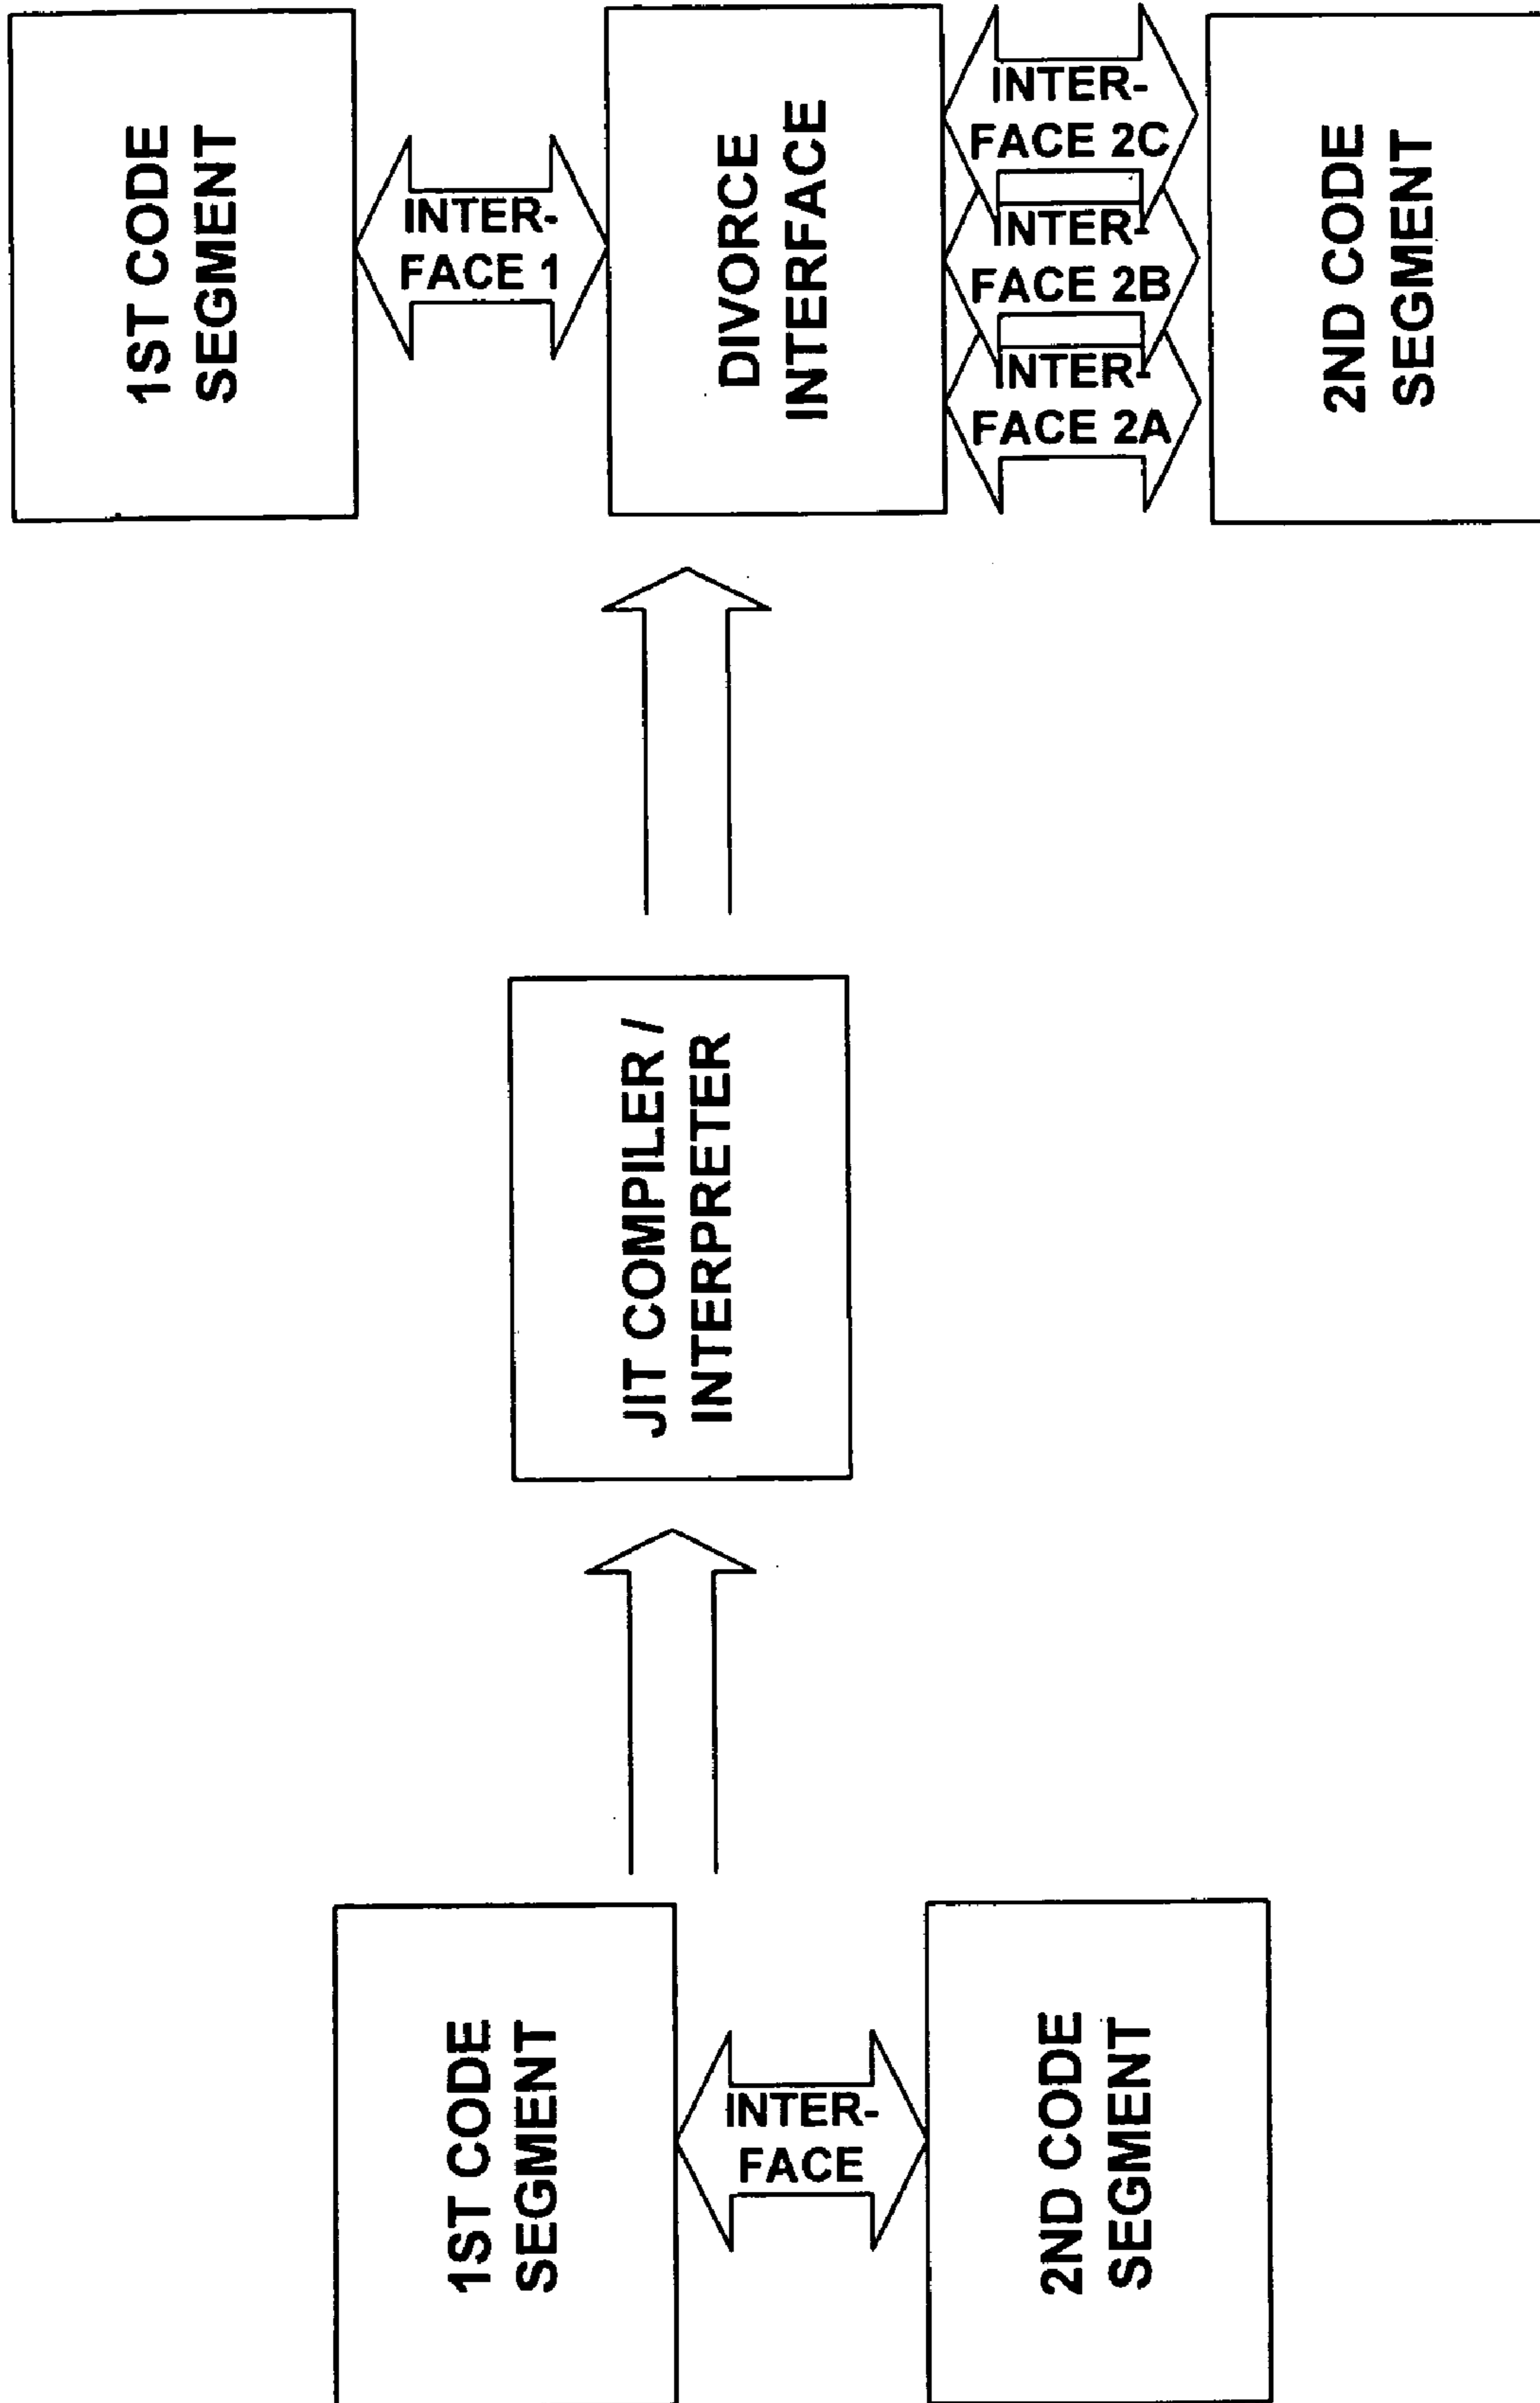 1ST CODE
SEGMENT
INTER-
FACE
2ND CODE
SEGMENT
JIT COMPILER /
INTERPRETER
1ST CODE
SEGMENT
INTER-
FACE 1
DIVORCE
INTERFACE
INTER-
FACE 2C
INTER-
FACE 2B
INTER-
FACE 2A
2ND CODE
SEGMENT